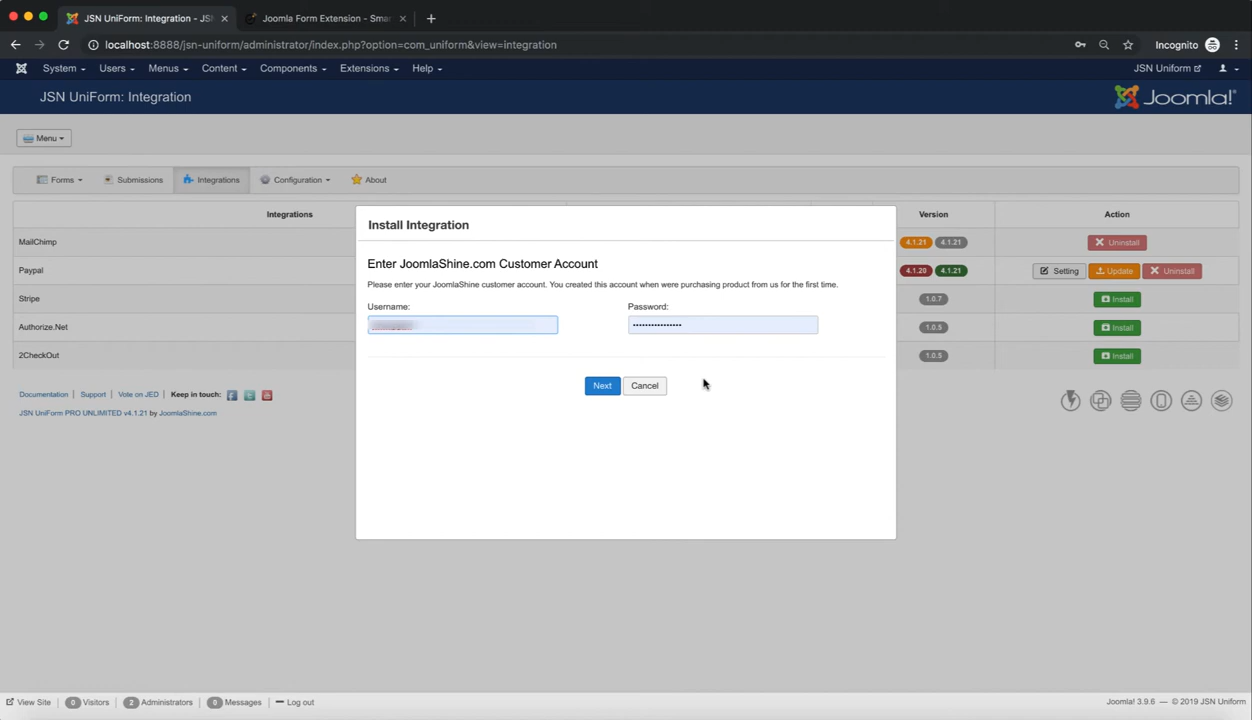 JSN UniForm: Integration - JSN
Joomla Form Extension - Smar
localhost:8888/jsn-uniform/administrator/index.php?option=com_uniform&view=integration
Incognito
System Users Menus Content Components Extensions Help
JSN Uniform
JSN UniForm: Integration
Joomla!®
Menu
Forms Submissions Integrations Configuration About
Integrations Version Action
MailChimp 4.1.21 4.1.21 Uninstall
Paypal 4.1.20 4.1.21 Setting Update Uninstall
Stripe 1.0.7 Install
Authorize.Net 1.0.5 Install
2CheckOut 1.0.5 Install
Install Integration
Enter JoomlaShine.com Customer Account
Please enter your JoomlaShine customer account. You created this account when were purchasing product from us for the first time.
Username: Password:
Next Cancel
Documentation | Support | Vote on JED | Keep in touch:
JSN UniForm PRO UNLIMITED v4.1.21 by JoomlaShine.com
View Site 0 Visitors 2 Administrators 0 Messages Log out
Joomla! 3.9.6 — © 2019 JSN Uniform